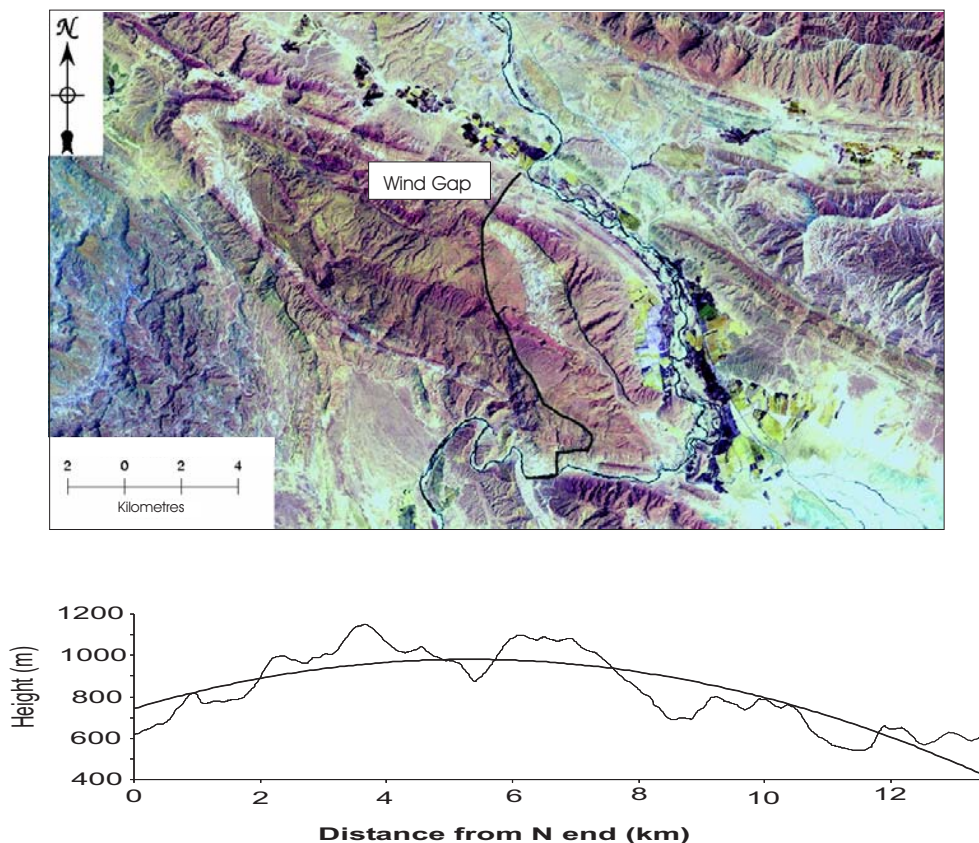 N
Wind Gap
2 0 2 4
Kilometres
1200
1000
800
600
400
Height (m)
0 2 4 6 8 10 12
Distance from N end (km)